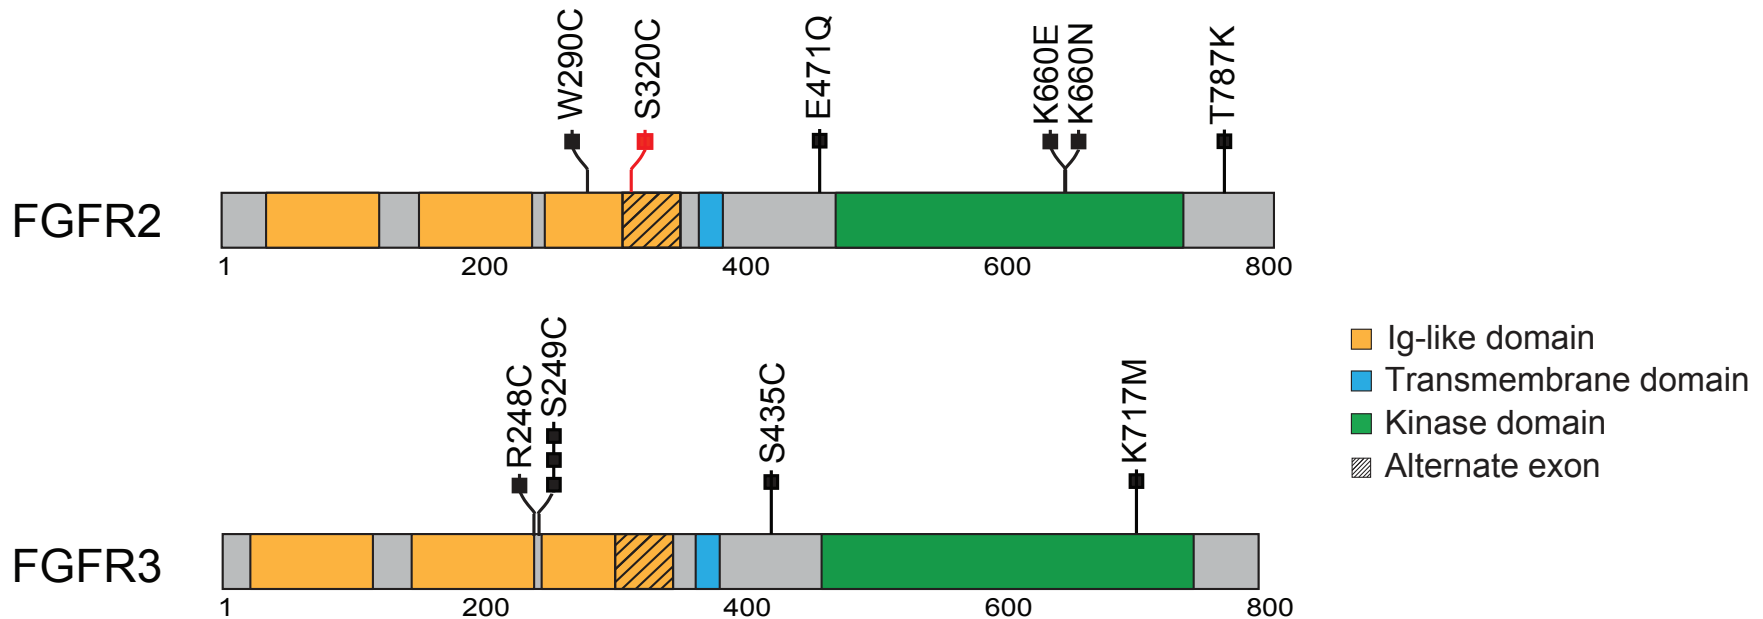 W290C
S320C
E471Q
K660E
K660N
T787K
FGFR2
1 200 400 600 800
R248C
S249C
S435C
K717M
FGFR3
1 200 400 600 800
Ig-like domain
Transmembrane domain
Kinase domain
Alternate exon